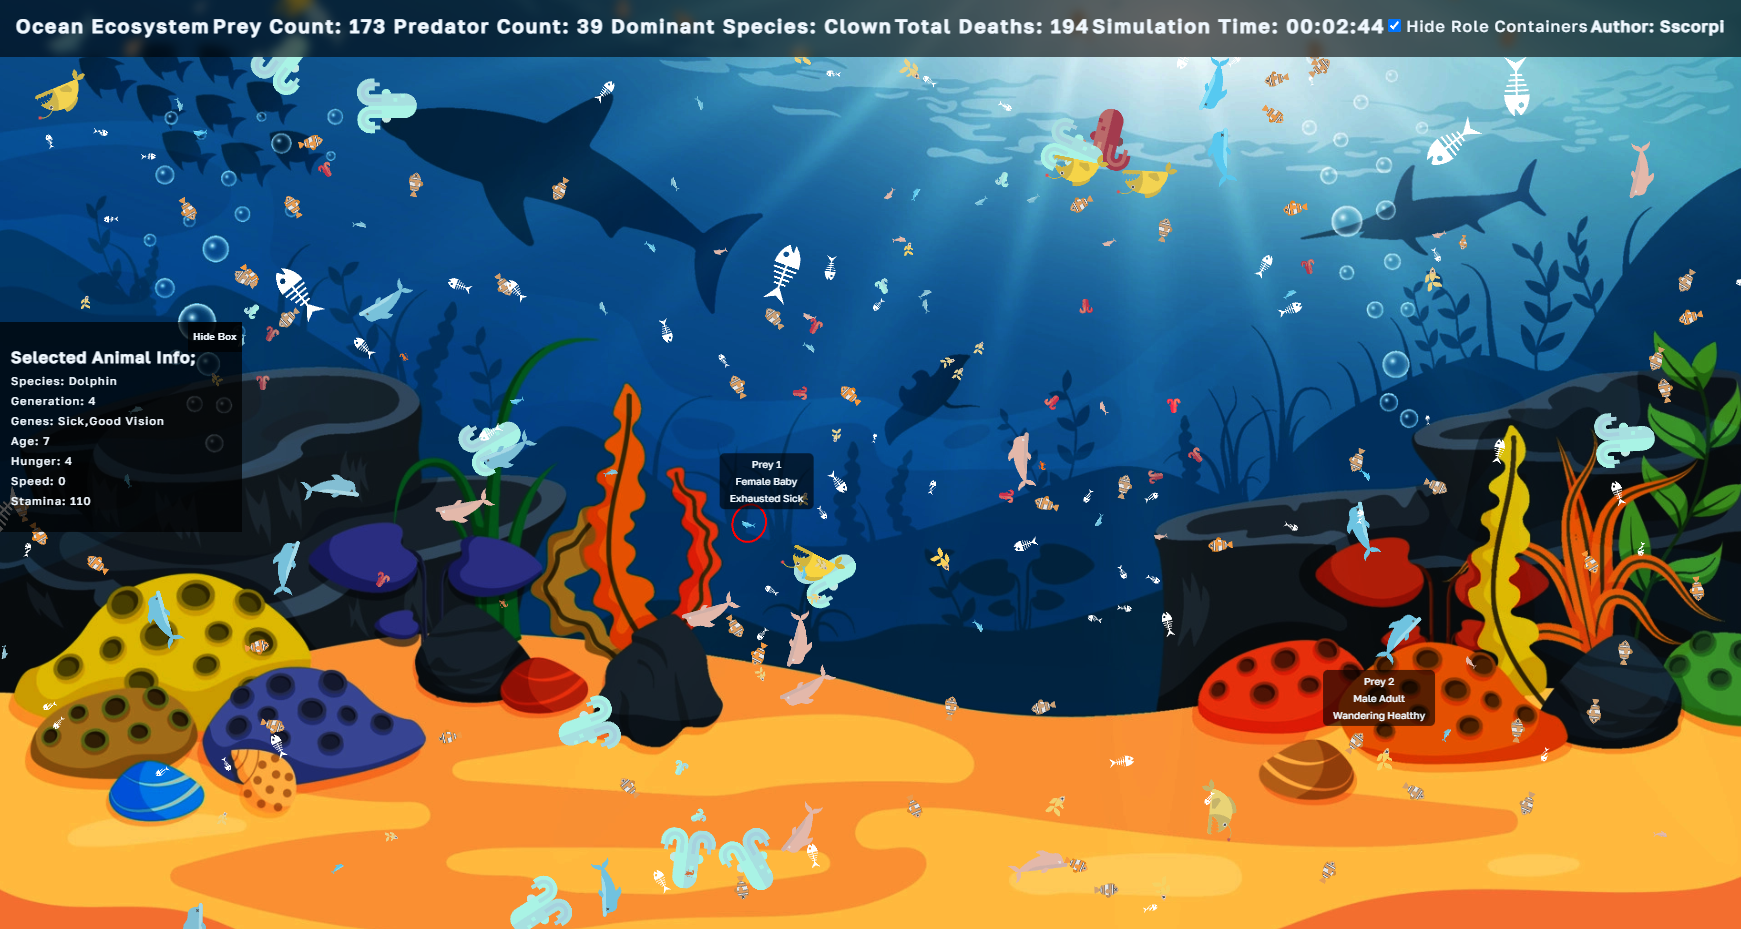 Ocean Ecosystem Prey Count: 173 Predator Count: 39 Dominant Species: Clown Total Deaths: 194 Simulation Time: 00:02:44 Hide Role Containers Author: Sscorpi
Hide Box
Selected Animal Info;
Species: Dolphin
Generation: 4
Genes: Sick,Good Vision
Age: 7
Hunger: 4
Speed: 0
Stamina: 110
Prey 1
Female Baby
Exhausted Sick
Prey 2
Male Adult
Wandering Healthy